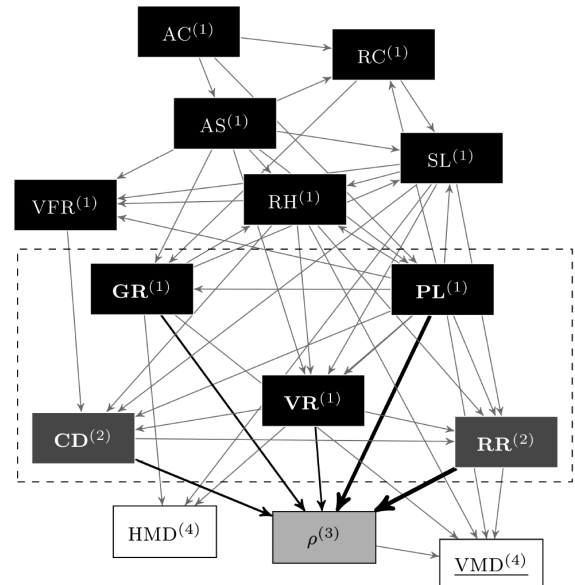 AC⁽¹⁾
RC⁽¹⁾
AS⁽¹⁾
SL⁽¹⁾
VFR⁽¹⁾
RH⁽¹⁾
GR⁽¹⁾
PL⁽¹⁾
VR⁽¹⁾
CD⁽²⁾
RR⁽²⁾
HMD⁽⁴⁾
ρ⁽³⁾
VMD⁽⁴⁾